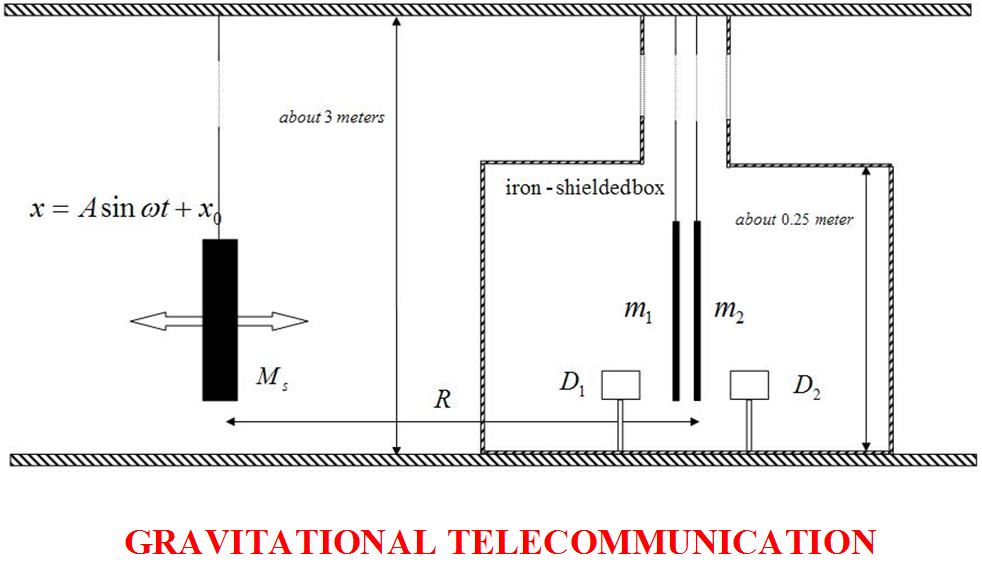 about 3 meters
x = A sin ωt + x₀
iron - shieldedbox
about 0.25 meter
m₁
m₂
Mₛ
R
D₁
D₂
GRAVITATIONAL TELECOMMUNICATION